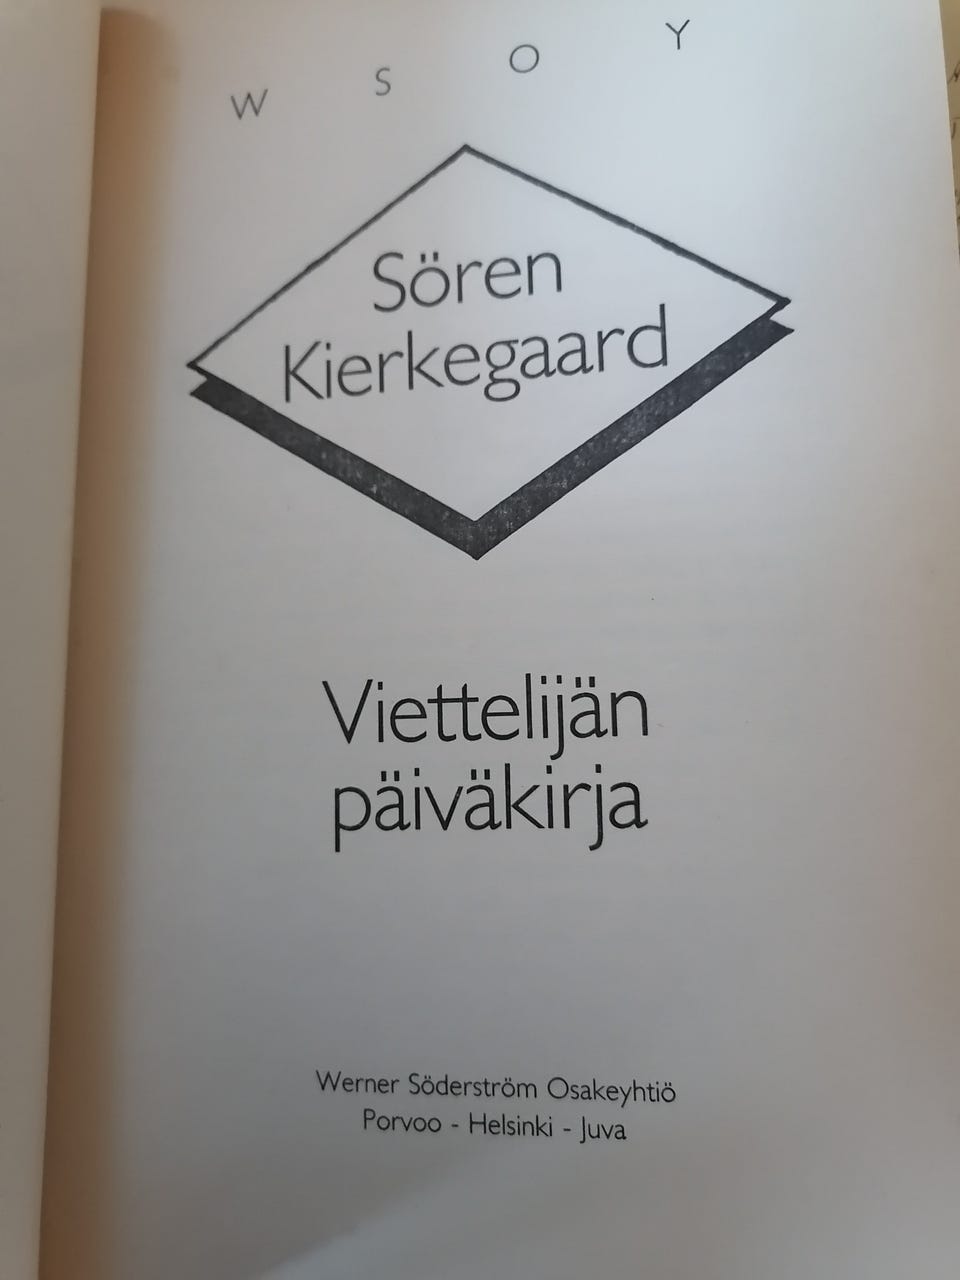 W S O Y
Sören
Kierkegaard
Viettelijän
päiväkirja
Werner Söderström Osakeyhtiö
Porvoo - Helsinki - Juva